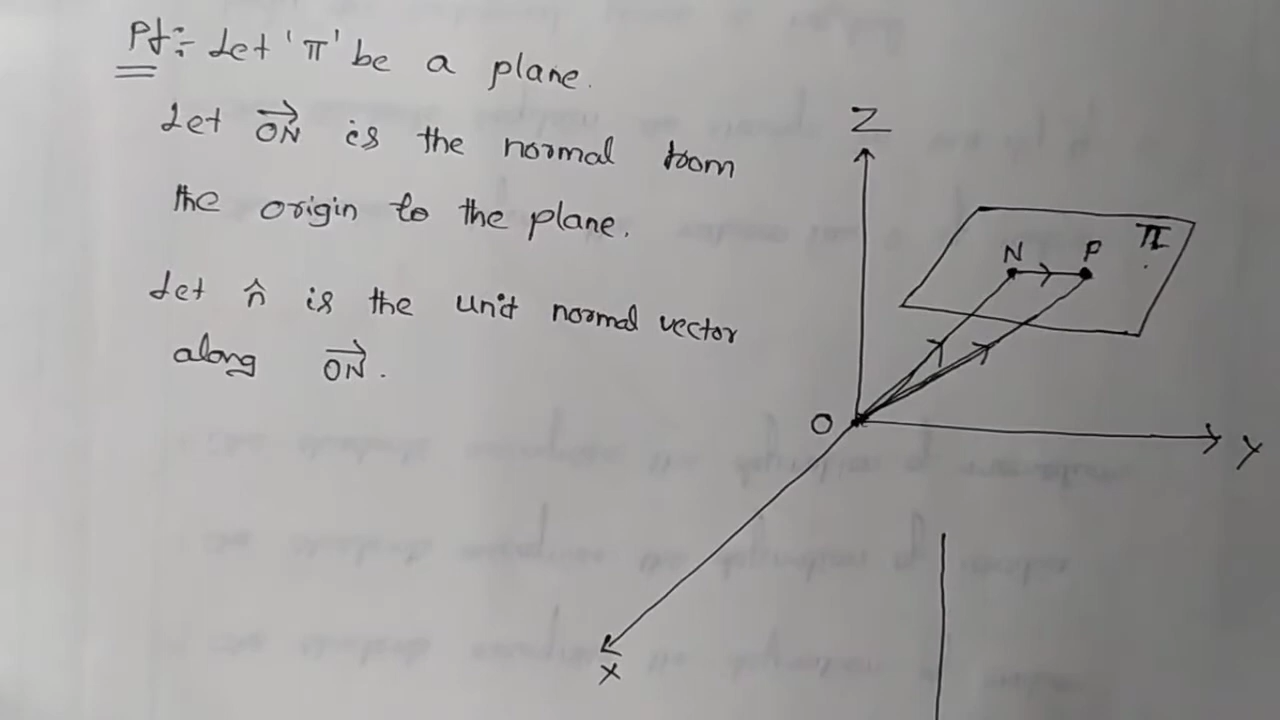 Pf:- Let 'π' be a plane.
Let ON is the normal from
the origin to the plane.
Let n̂ is the unit normal vector
along ON.
Z
π
N P
O
Y
X